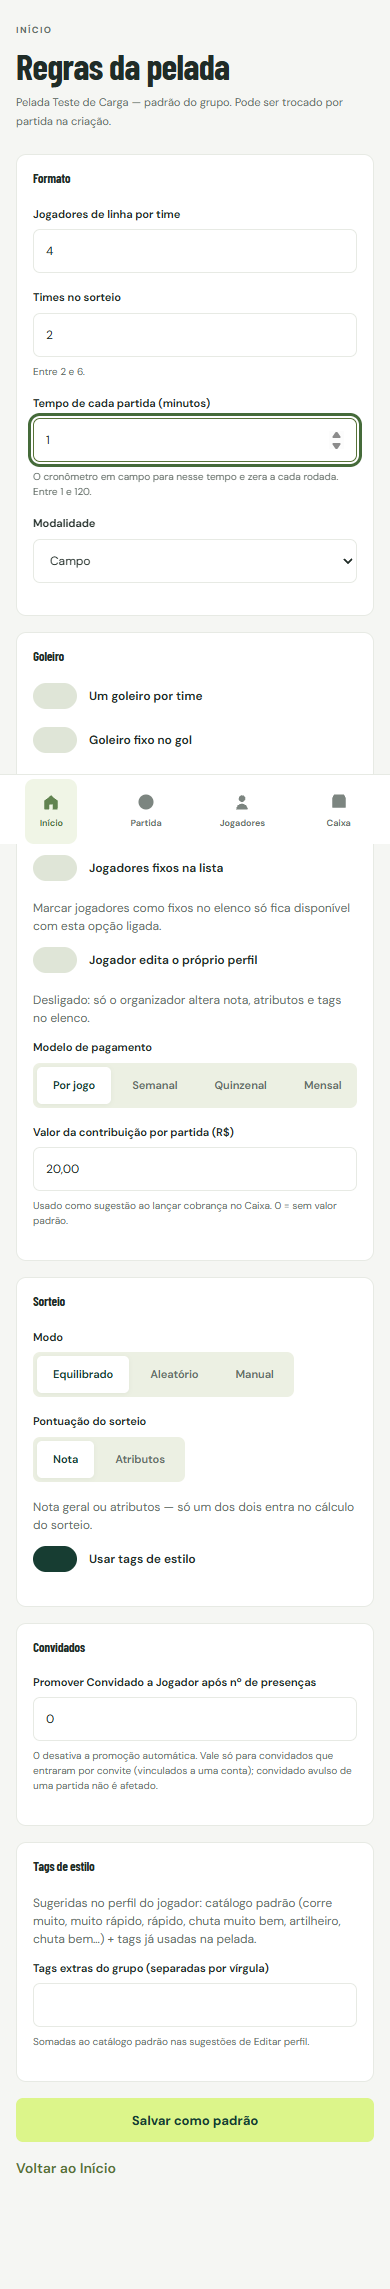 INÍCIO
Regras da pelada
Pelada Teste de Carga — padrão do grupo. Pode ser trocado por
partida na criação.
Formato
Jogadores de linha por time
4
Times no sorteio
2
Entre 2 e 6.
Tempo de cada partida (minutos)
1
O cronômetro em campo para nesse tempo e zera a cada rodada.
Entre 1 e 120.
Modalidade
Campo
Goleiro
Um goleiro por time
Goleiro fixo no gol
Início
Partida
Jogadores
Caixa
Jogadores fixos na lista
Marcar jogadores como fixos no elenco só fica disponível
com esta opção ligada.
Jogador edita o próprio perfil
Desligado: só o organizador altera nota, atributos e tags
no elenco.
Modelo de pagamento
Por jogo
Semanal
Quinzenal
Mensal
Valor da contribuição por partida (R$)
20,00
Usado como sugestão ao lançar cobrança no Caixa. 0 = sem valor
padrão.
Sorteio
Modo
Equilibrado
Aleatório
Manual
Pontuação do sorteio
Nota
Atributos
Nota geral ou atributos — só um dos dois entra no cálculo
do sorteio.
Usar tags de estilo
Convidados
Promover Convidado a Jogador após nº de presenças
0
0 desativa a promoção automática. Vale só para convidados que
entraram por convite (vinculados a uma conta); convidado avulso de
uma partida não é afetado.
Tags de estilo
Sugeridas no perfil do jogador: catálogo padrão (corre
muito, muito rápido, rápido, chuta muito bem, artilheiro,
chuta bem…) + tags já usadas na pelada.
Tags extras do grupo (separadas por vírgula)
Somadas ao catálogo padrão nas sugestões de Editar perfil.
Salvar como padrão
Voltar ao Início